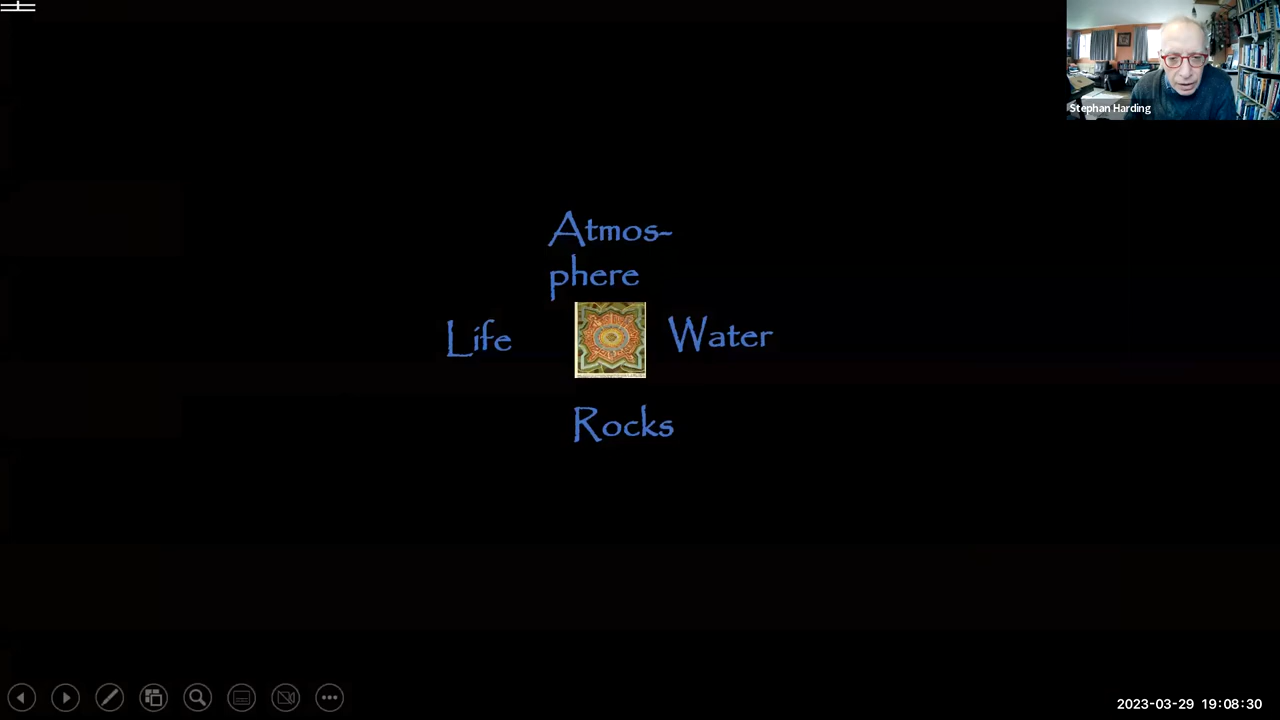 Stephan Harding
Atmos-
phere
Life
Water
Rocks
2023-03-29 19:08:30